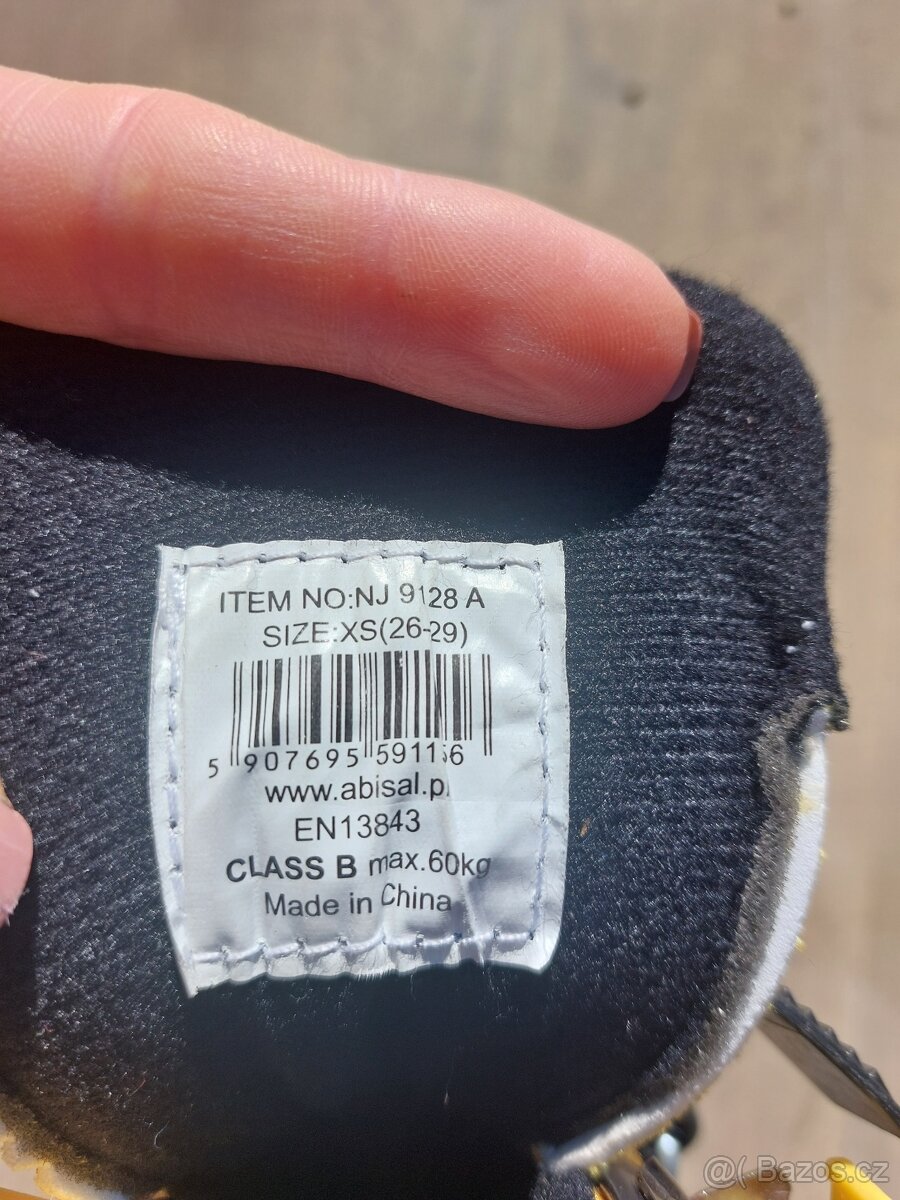 ITEM NO:NJ 9128 A
SIZE:XS(26-29)
5 907695 591156
www.abisal.pl
EN13843
CLASS B max.60kg
Made in China
@( Bazos.cz